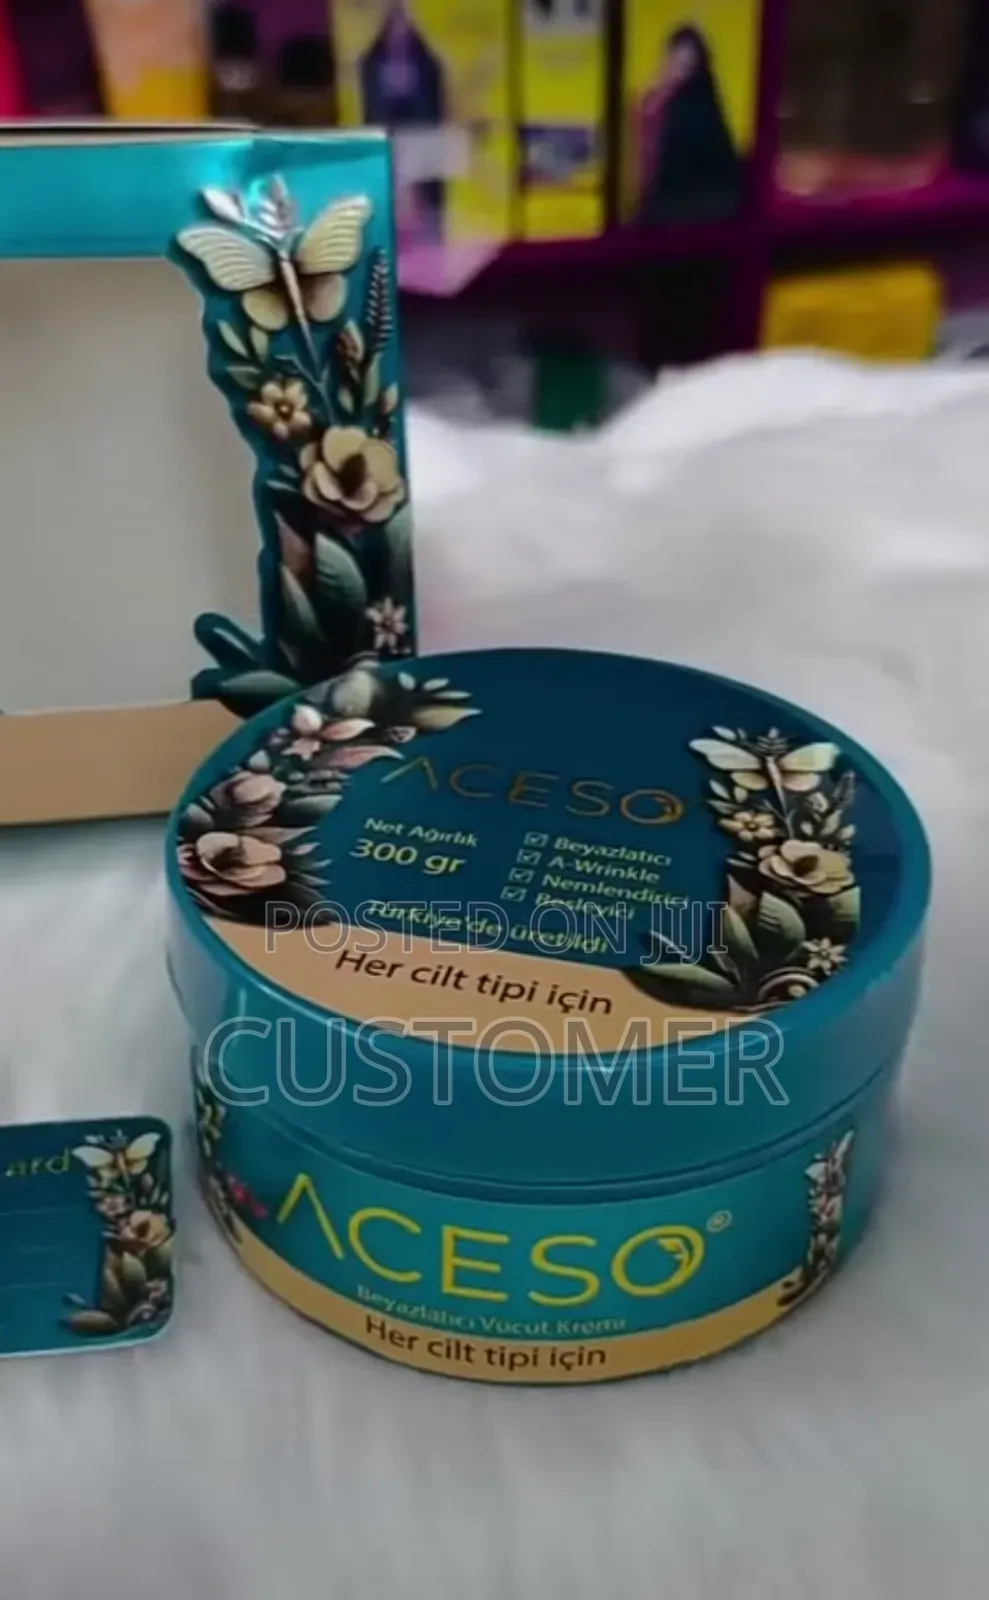 ACESO
Net Ağırlık
300 gr
Beyazlatıcı
A-Wrinkle
Nemlendirici
Besleyici
Türkiye'de üretildi
POSTED ON JIJI
Her cilt tipi için
CUSTOMER
ard
ACESO®
Beyazlatıcı Vücut Kremi
Her cilt tipi için